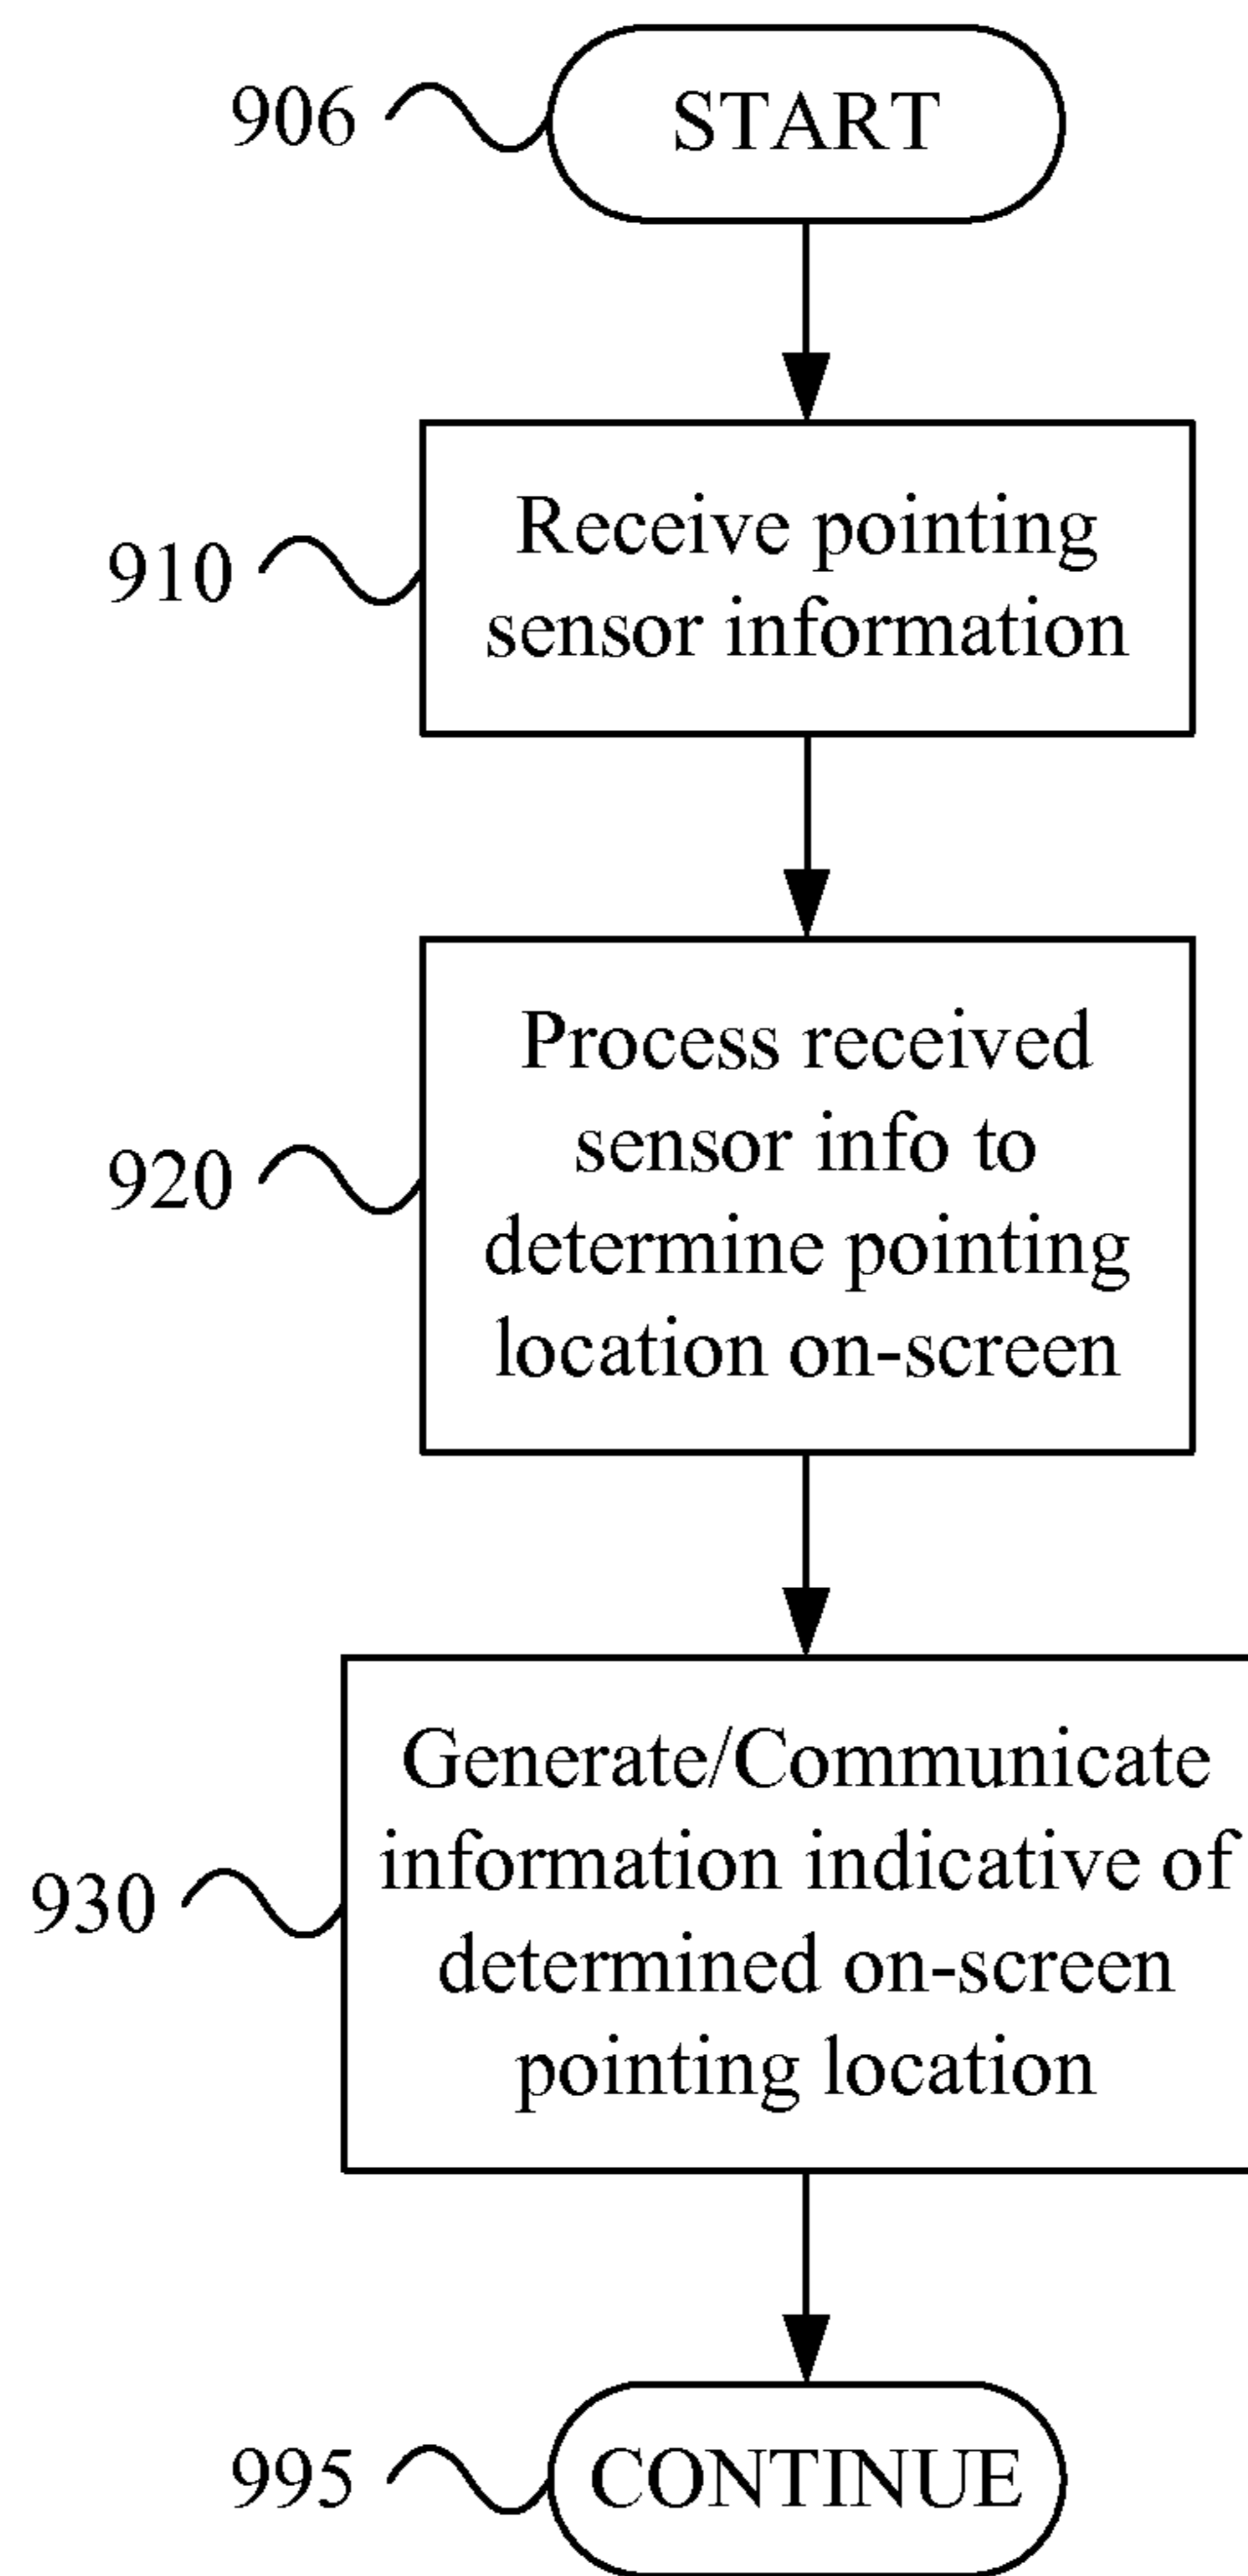 906
START
910
Receive pointing
sensor information
920
Process received
sensor info to
determine pointing
location on-screen
930
Generate/Communicate
information indicative of
determined on-screen
pointing location
995
CONTINUE